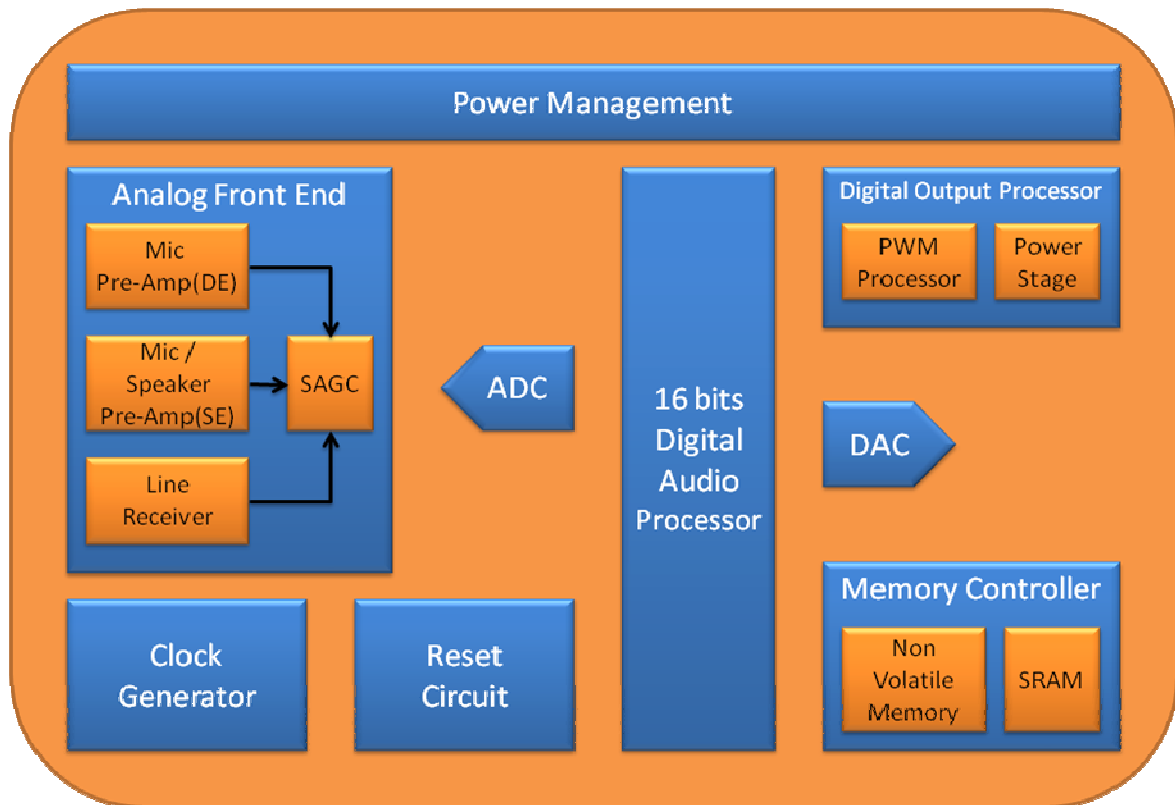 Power Management
Analog Front End
Mic
Pre-Amp(DE)
Mic /
Speaker
Pre-Amp(SE)
Line
Receiver
SAGC
ADC
Clock
Generator
Reset
Circuit
16 bits
Digital
Audio
Processor
Digital Output Processor
PWM
Processor
Power
Stage
DAC
Memory Controller
Non
Volatile
Memory
SRAM